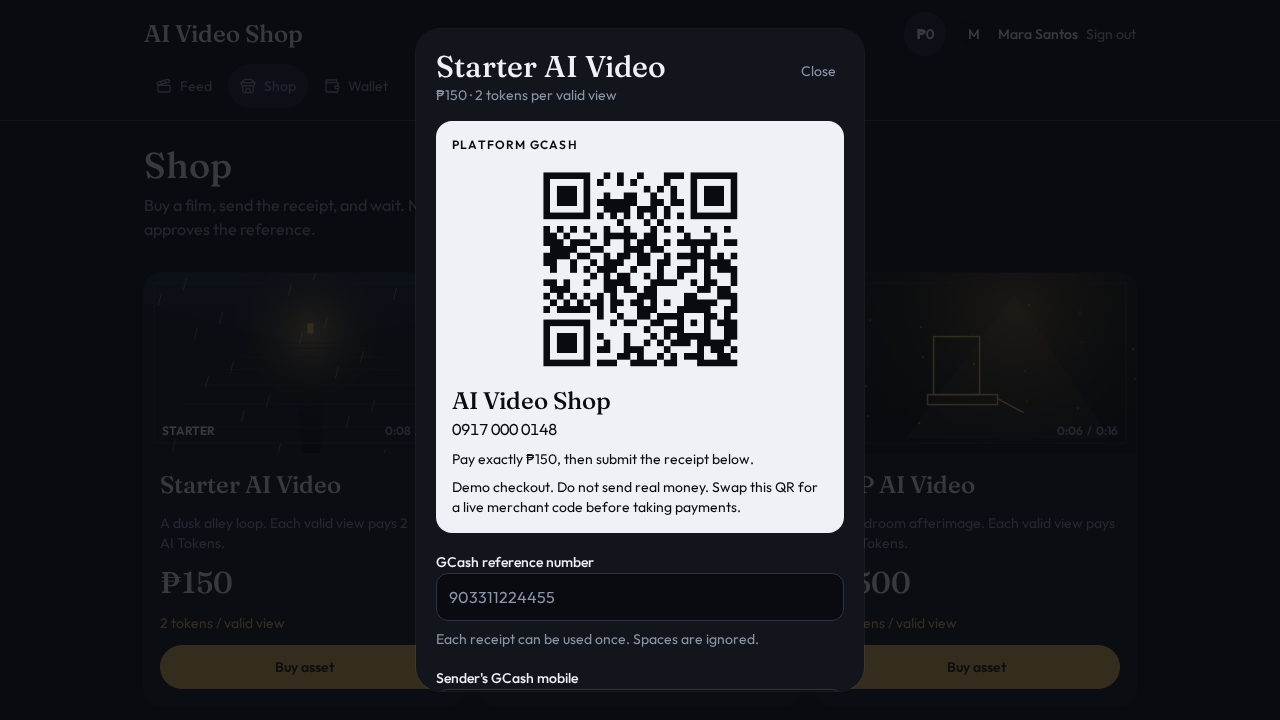 AI Video Shop
₱0
M
Mara Santos
Sign out
Feed
Shop
Wallet
Shop
Buy a film, send the receipt, and wait.
approves the reference.
STARTER
0:08
Starter AI Video
A dusk alley loop. Each valid view pays 2
AI Tokens.
₱150
2 tokens / valid view
Buy asset
Starter AI Video
Close
₱150 · 2 tokens per valid view
PLATFORM GCASH
AI Video Shop
0917 000 0148
Pay exactly ₱150, then submit the receipt below.
Demo checkout. Do not send real money. Swap this QR for
a live merchant code before taking payments.
GCash reference number
903311224455
Each receipt can be used once. Spaces are ignored.
Sender's GCash mobile
0:06 / 0:16
AI Video
afterimage. Each valid view pays
/ valid view
Buy asset